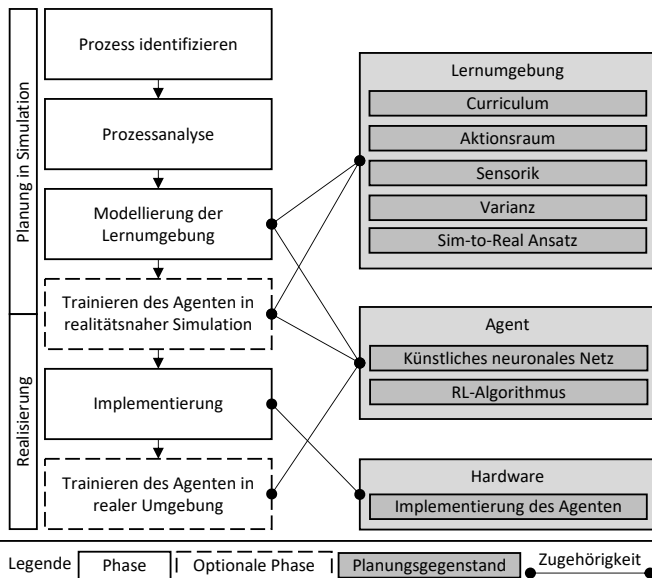 Planung in Simulation
Realisierung
Prozess identifizieren
Prozessanalyse
Modellierung der
Lernumgebung
Trainieren des Agenten in
realitätsnaher Simulation
Implementierung
Trainieren des Agenten in
realer Umgebung
Lernumgebung
Curriculum
Aktionsraum
Sensorik
Varianz
Sim-to-Real Ansatz
Agent
Künstliches neuronales Netz
RL-Algorithmus
Hardware
Implementierung des Agenten
Legende
Phase
Optionale Phase
Planungsgegenstand
Zugehörigkeit